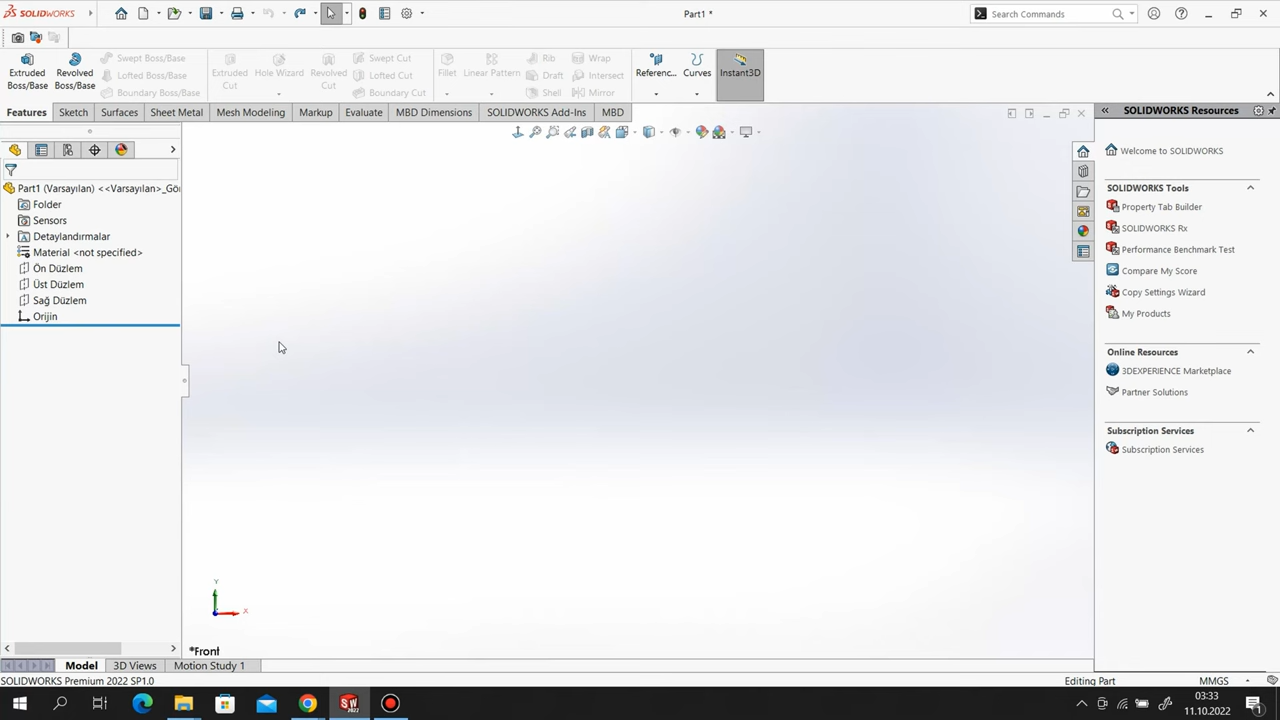 SOLIDWORKS
Part1 *
Search Commands
Extruded Boss/Base
Revolved Boss/Base
Swept Boss/Base
Lofted Boss/Base
Boundary Boss/Base
Extruded Cut
Hole Wizard
Revolved Cut
Swept Cut
Lofted Cut
Boundary Cut
Fillet
Linear Pattern
Rib
Draft
Shell
Wrap
Intersect
Mirror
Referenc...
Curves
Instant3D
Features
Sketch
Surfaces
Sheet Metal
Mesh Modeling
Markup
Evaluate
MBD Dimensions
SOLIDWORKS Add-Ins
MBD
Part1 (Varsayılan) <<Varsayılan>_Gö
Folder
Sensors
Detaylandırmalar
Material <not specified>
Ön Düzlem
Üst Düzlem
Sağ Düzlem
Orijin
Y
X
*Front
SOLIDWORKS Resources
Welcome to SOLIDWORKS
SOLIDWORKS Tools
Property Tab Builder
SOLIDWORKS Rx
Performance Benchmark Test
Compare My Score
Copy Settings Wizard
My Products
Online Resources
3DEXPERIENCE Marketplace
Partner Solutions
Subscription Services
Subscription Services
Model
3D Views
Motion Study 1
SOLIDWORKS Premium 2022 SP1.0
Editing Part
MMGS
SW
2022
03:33
11.10.2022
1